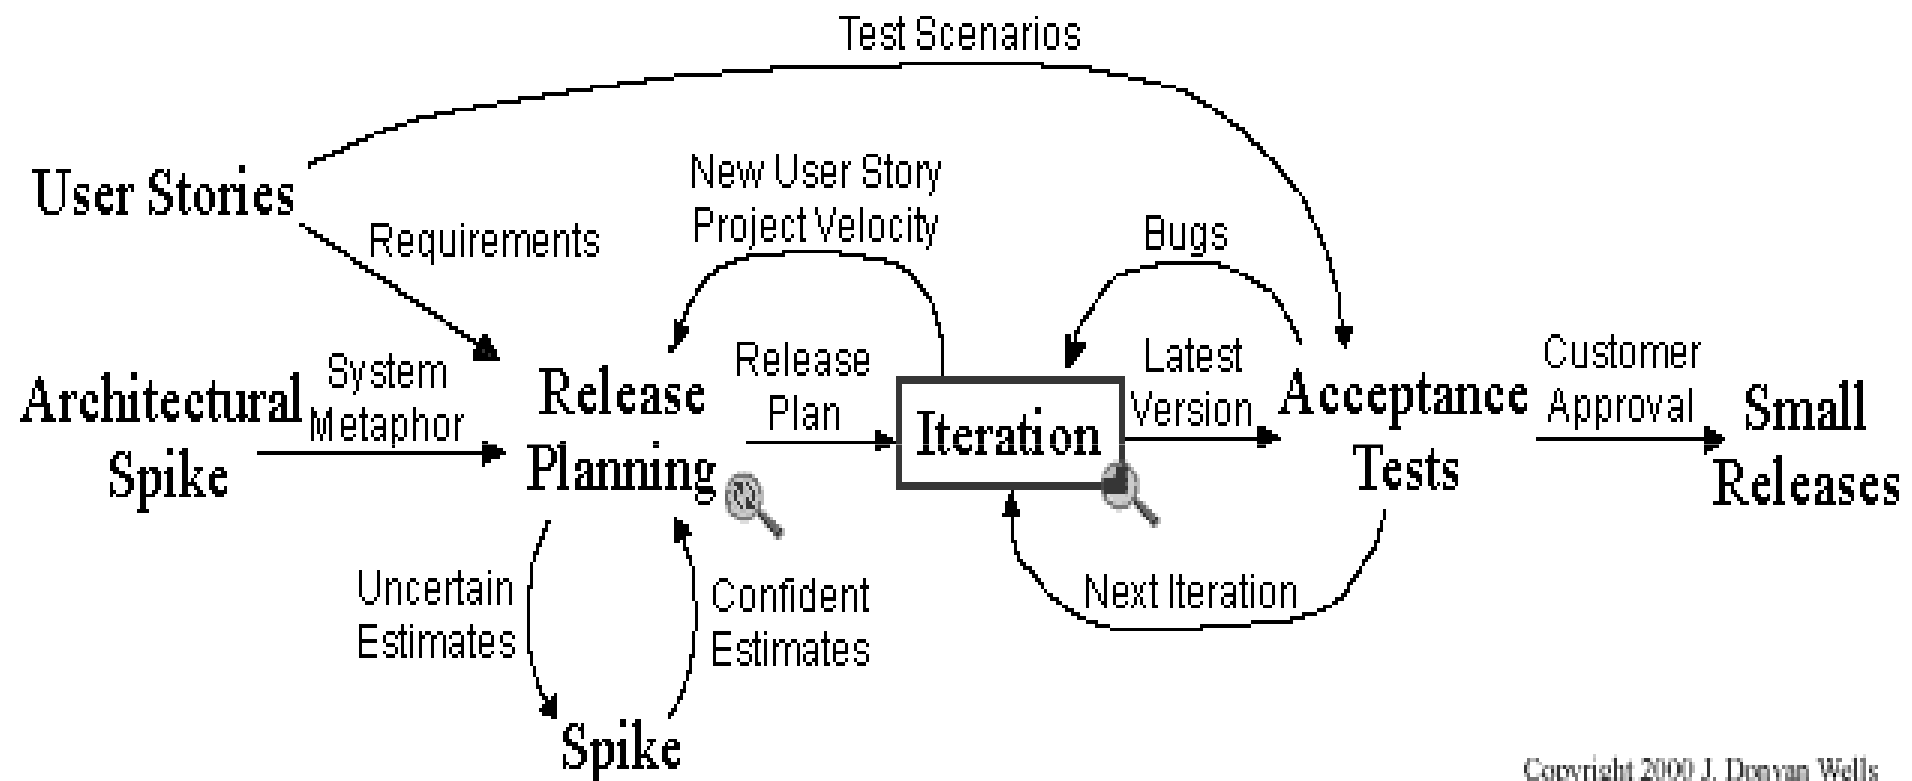 Test Scenarios
User Stories
New User Story
Project Velocity
Requirements
Bugs
Architectural
Spike
System
Metaphor
Release
Planning
Release
Plan
Iteration
Latest
Version
Acceptance
Tests
Customer
Approval
Small
Releases
Uncertain
Estimates
Confident
Estimates
Next Iteration
Spike
Copyright 2000 J. Donvan Wells